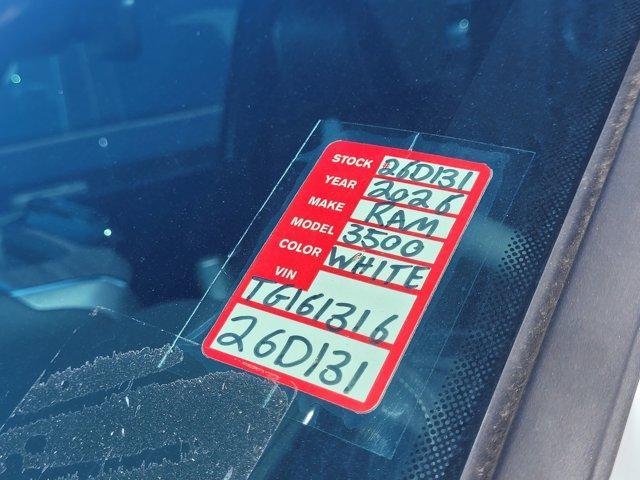 STOCK 26D131
YEAR 2026
MAKE RAM
MODEL 3500
COLOR WHITE
VIN
TG161316
26D131